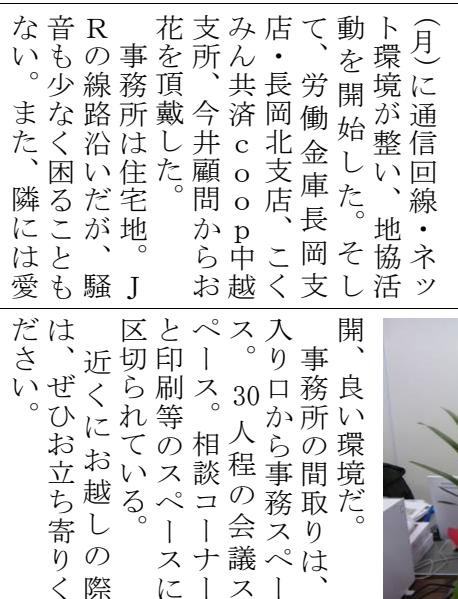 （月）に通信回線・ネッ
ト環境が整い、地協活
動を開始した。そし
て、労働金庫長岡支
店・長岡北支店、こく
みん共済ｃｏｏｐ中越
支所、今井顧問からお
花を頂戴した。
事務所は住宅地。Ｊ
Ｒの線路沿いだが、騒
音も少なく困ることも
ない。また、隣には愛
開、良い環境だ。
事務所の間取りは、
入り口から事務スペー
ス。30人程の会議ス
ペース。相談コーナー
と印刷等のスペースに
区切られている。
近くにお越しの際
は、ぜひお立ち寄りく
ださい。